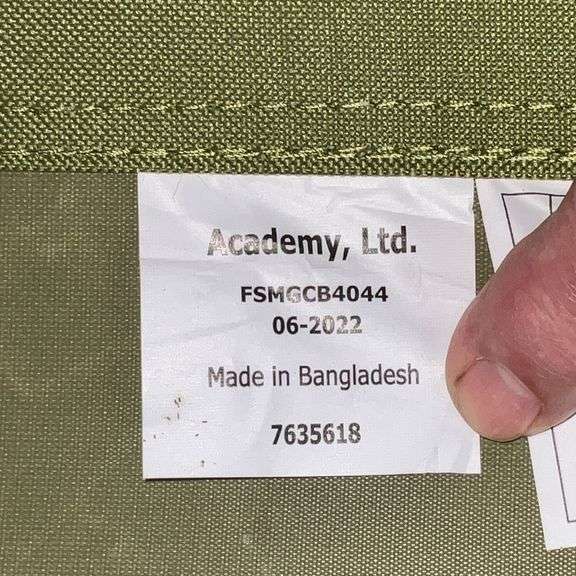 Academy, Ltd.
FSMGCB4044
06-2022
Made in Bangladesh
7635618